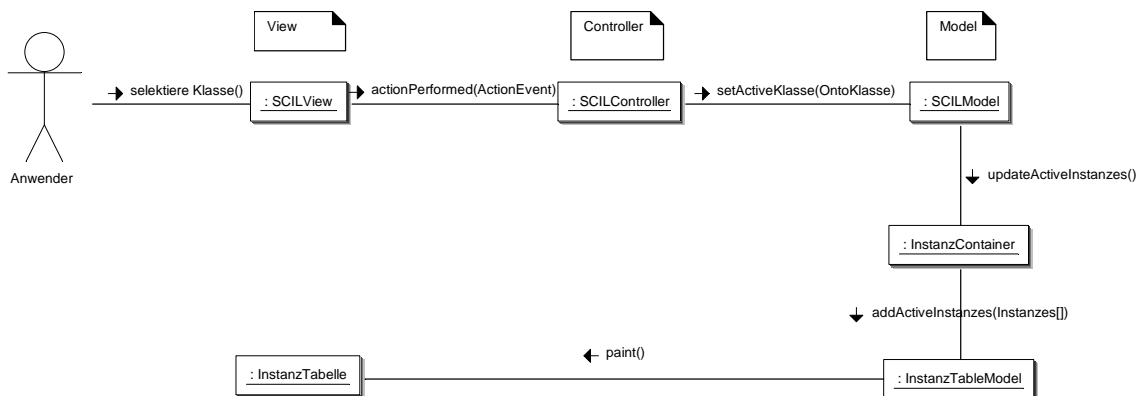 View
Controller
Model
selektiere Klasse()
: SCILView
actionPerformed(ActionEvent)
: SCILController
setActiveKlasse(OntoKlasse)
: SCILModel
Anwender
updateActiveInstanzes()
: InstanzContainer
addActiveInstanzes(Instanzes[])
paint()
: InstanzTabelle
: InstanzTableModel